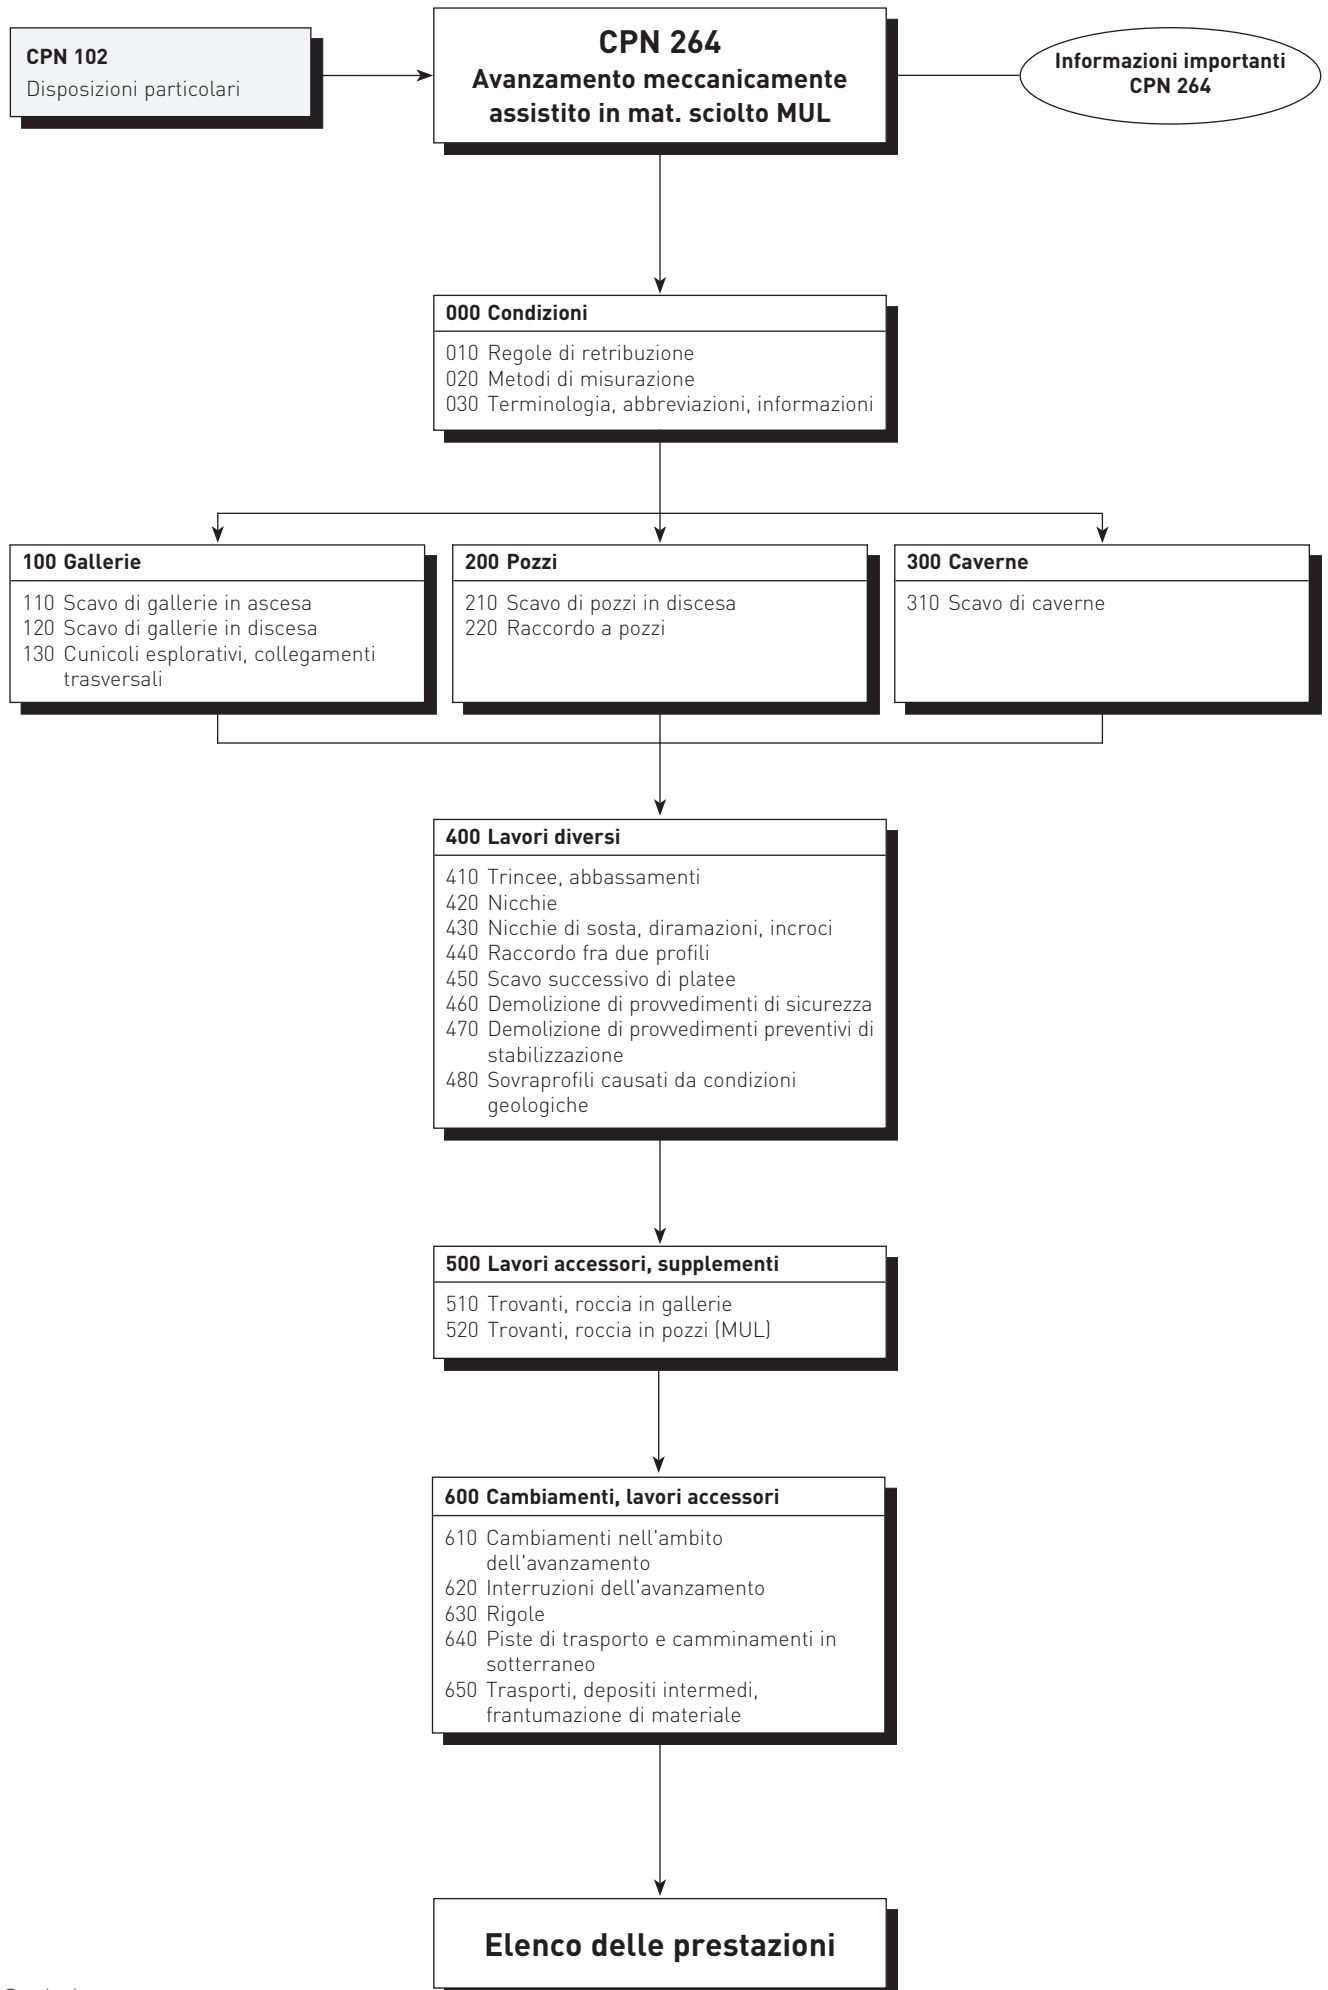 CPN 102
Disposizioni particolari
CPN 264
Avanzamento meccanicamente
assistito in mat. sciolto MUL
Informazioni importanti
CPN 264
000 Condizioni
010 Regole di retribuzione
020 Metodi di misurazione
030 Terminologia, abbreviazioni, informazioni
100 Gallerie
110 Scavo di gallerie in ascesa
120 Scavo di gallerie in discesa
130 Cunicoli esplorativi, collegamenti
trasversali
200 Pozzi
210 Scavo di pozzi in discesa
220 Raccordo a pozzi
300 Caverne
310 Scavo di caverne
400 Lavori diversi
410 Trincee, abbassamenti
420 Nicchie
430 Nicchie di sosta, diramazioni, incroci
440 Raccordo fra due profili
450 Scavo successivo di platee
460 Demolizione di provvedimenti di sicurezza
470 Demolizione di provvedimenti preventivi di
stabilizzazione
480 Sovraprofili causati da condizioni
geologiche
500 Lavori accessori, supplementi
510 Trovanti, roccia in gallerie
520 Trovanti, roccia in pozzi (MUL)
600 Cambiamenti, lavori accessori
610 Cambiamenti nell'ambito
dell'avanzamento
620 Interruzioni dell'avanzamento
630 Rigole
640 Piste di trasporto e camminamenti in
sotterraneo
650 Trasporti, depositi intermedi,
frantumazione di materiale
Elenco delle prestazioni